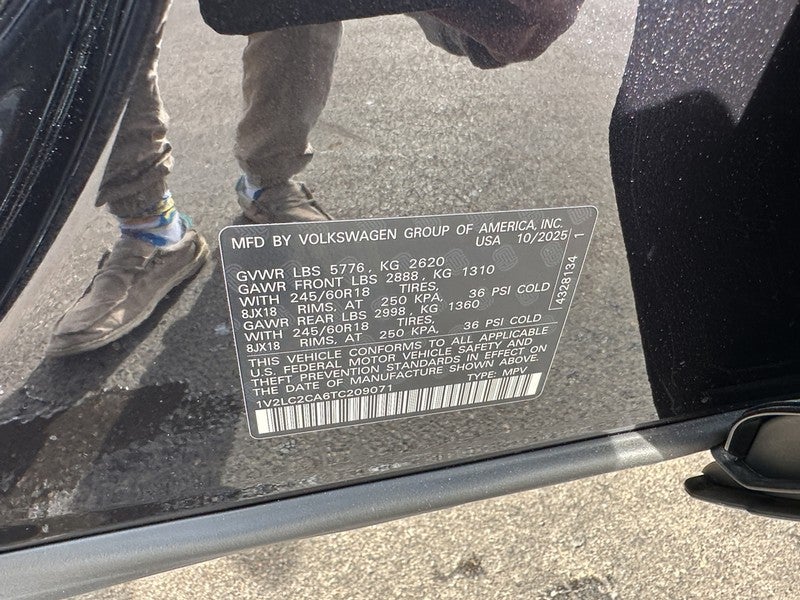 MFD BY VOLKSWAGEN GROUP OF AMERICA, INC.
USA 10/2025
GVWR LBS 5776, KG 2620
GAWR FRONT LBS 2888, KG 1310
WITH 245/60R18 TIRES,
8JX18 RIMS, AT 250 KPA, 36 PSI COLD
GAWR REAR LBS 2998, KG 1360
WITH 245/60R18 TIRES,
8JX18 RIMS, AT 250 KPA, 36 PSI COLD
THIS VEHICLE CONFORMS TO ALL APPLICABLE
U.S. FEDERAL MOTOR VEHICLE SAFETY AND
THEFT PREVENTION STANDARDS IN EFFECT ON
THE DATE OF MANUFACTURE SHOWN ABOVE.
1V2LC2CA6TC209071 TYPE: MPV
4328134 1